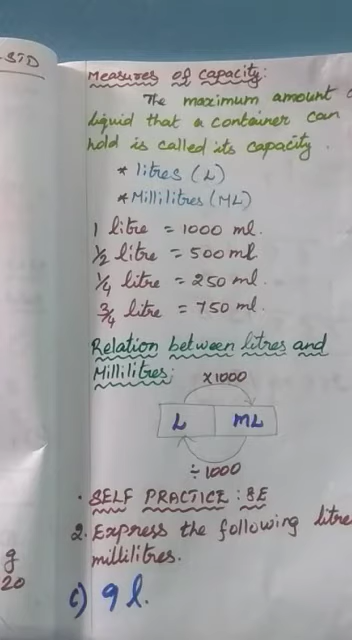 -STD
Measures of capacity:
The maximum amount
liquid that a container can
hold is called its capacity.
* litres (L)
* Millilitres (ML)
1 litre = 1000 ml.
1/2 litre = 500 ml.
1/4 litre = 250 ml.
3/4 litre = 750 ml.
Relation between litres and
Millilitres:
×1000
L ML
÷1000
. SELF PRACTICE : 8E
2. Express the following litre
millilitres.
g
20
c) 9 l.